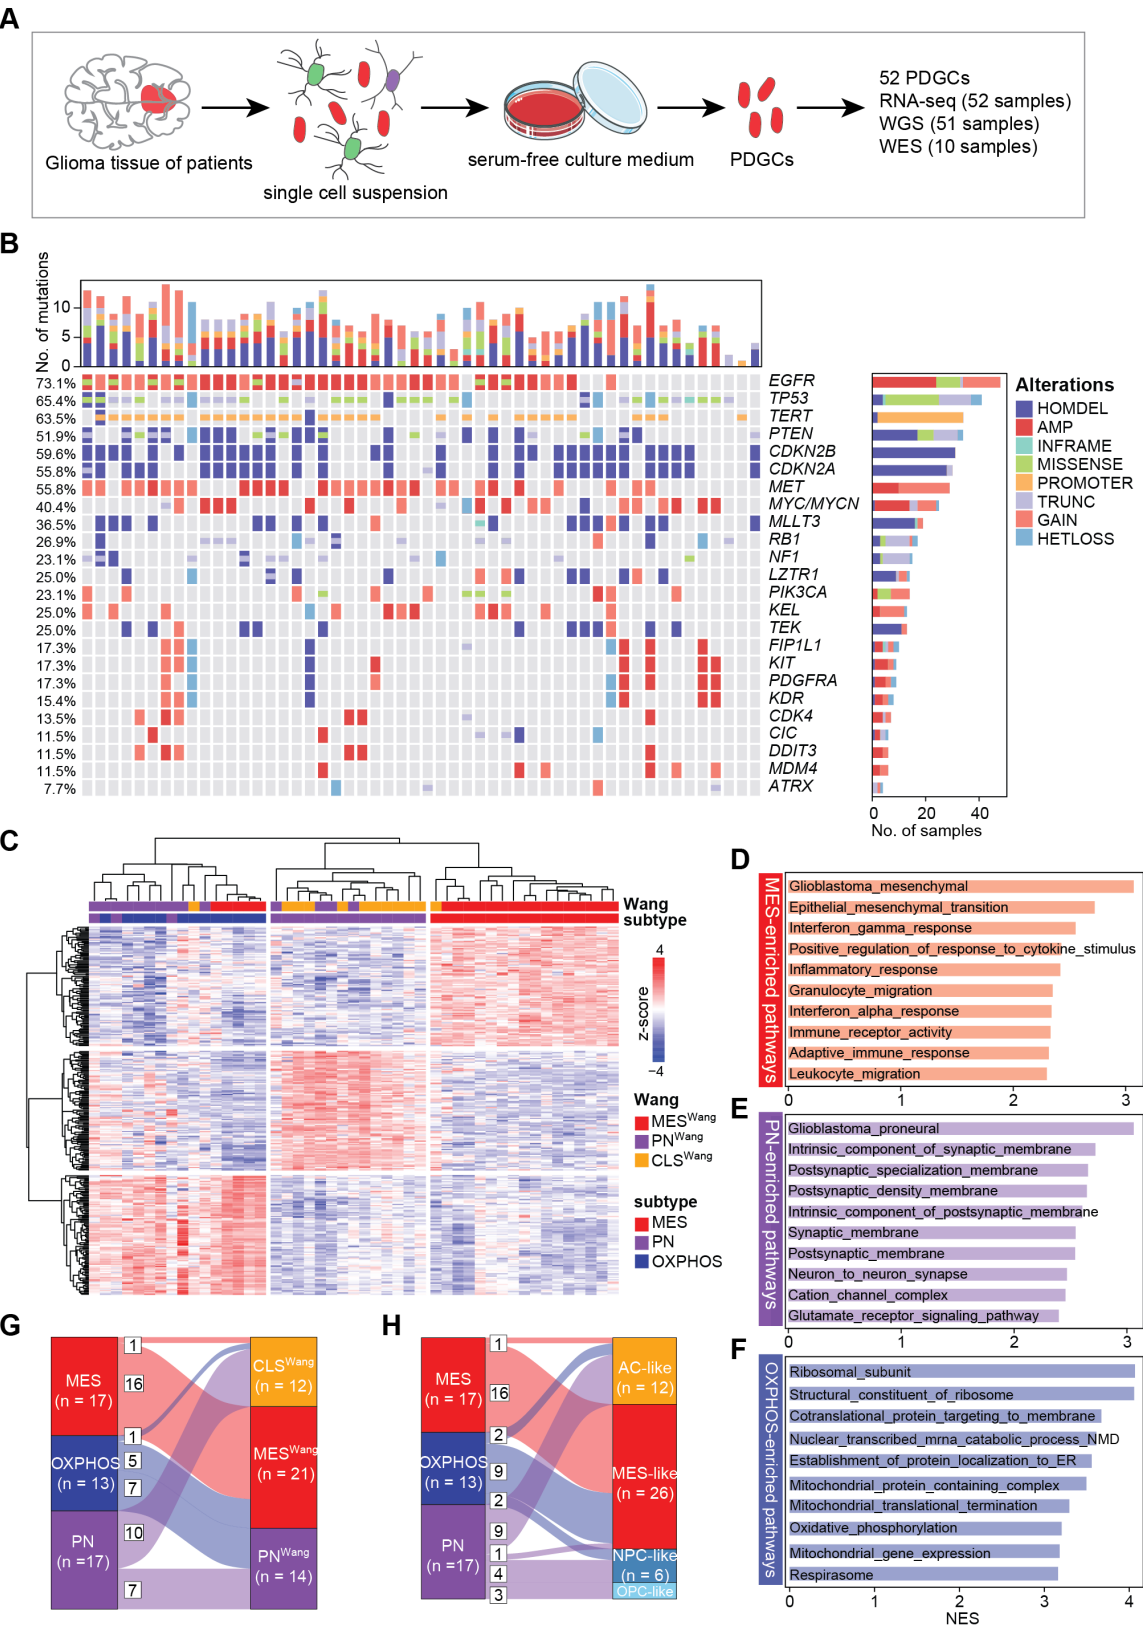 A
Glioma tissue of patients
single cell suspension
serum-free culture medium
PDGCs
52 PDGCs
RNA-seq (52 samples)
WGS (51 samples)
WES (10 samples)
B
No. of mutations
10
5
0
73.1% EGFR
65.4% TP53
63.5% TERT
51.9% PTEN
59.6% CDKN2B
55.8% CDKN2A
55.8% MET
40.4% MYC/MYCN
36.5% MLLT3
26.9% RB1
23.1% NF1
25.0% LZTR1
23.1% PIK3CA
25.0% KEL
25.0% TEK
17.3% FIP1L1
17.3% KIT
17.3% PDGFRA
15.4% KDR
13.5% CDK4
11.5% CIC
11.5% DDIT3
11.5% MDM4
7.7% ATRX
0 20 40
No. of samples
Alterations
HOMDEL
AMP
INFRAME
MISSENSE
PROMOTER
TRUNC
GAIN
HETLOSS
C
Wang
subtype
4
z-score
−4
Wang
MESWang
PNWang
CLSWang
subtype
MES
PN
OXPHOS
D
MES-enriched pathways
Glioblastoma_mesenchymal
Epithelial_mesenchymal_transition
Interferon_gamma_response
Positive_regulation_of_response_to_cytokine_stimulus
Inflammatory_response
Granulocyte_migration
Interferon_alpha_response
Immune_receptor_activity
Adaptive_immune_response
Leukocyte_migration
0 1 2 3
E
PN-enriched pathways
Glioblastoma_proneural
Intrinsic_component_of_synaptic_membrane
Postsynaptic_specialization_membrane
Postsynaptic_density_membrane
Intrinsic_component_of_postsynaptic_membrane
Synaptic_membrane
Postsynaptic_membrane
Neuron_to_neuron_synapse
Cation_channel_complex
Glutamate_receptor_signaling_pathway
0 1 2 3
F
OXPHOS-enriched pathways
Ribosomal_subunit
Structural_constituent_of_ribosome
Cotranslational_protein_targeting_to_membrane
Nuclear_transcribed_mrna_catabolic_process_NMD
Establishment_of_protein_localization_to_ER
Mitochondrial_protein_containing_complex
Mitochondrial_translational_termination
Oxidative_phosphorylation
Mitochondrial_gene_expression
Respirasome
0 1 2 3 4
NES
G
MES
(n = 17)
OXPHOS
(n = 13)
PN
(n =17)
1
16
1
5
7
10
7
CLSWang
(n = 12)
MESWang
(n = 21)
PNWang
(n = 14)
H
MES
(n = 17)
OXPHOS
(n = 13)
PN
(n =17)
1
16
2
9
2
9
1
4
3
AC-like
(n = 12)
MES-like
(n = 26)
NPC-like
(n = 6)
OPC-like